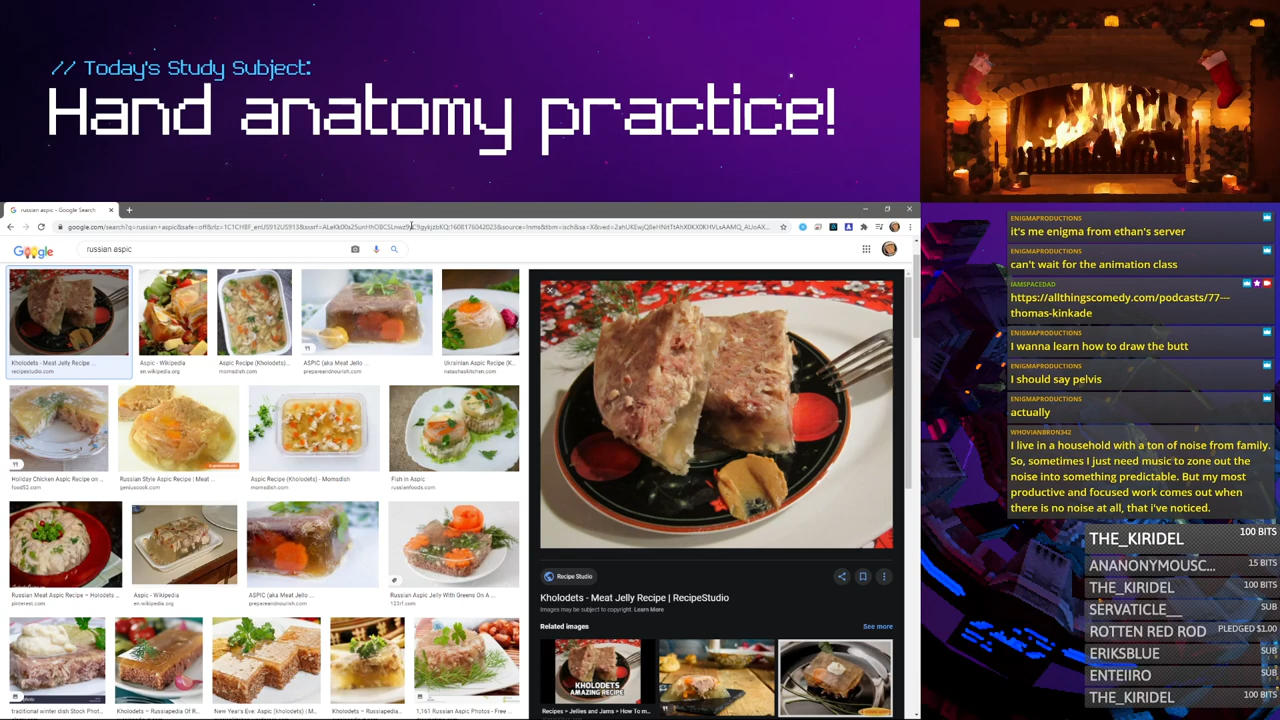 // Today's Study Subject:
Hand anatomy practice!
russian aspic - Google Search
Google
russian aspic
Kholodets - Meat Jelly Recipe ...
recipestudio.com
Aspic - Wikipedia
en.wikipedia.org
Aspic Recipe (Kholodets)...
momsdish.com
ASPIC (aka Meat Jello ...
prepareandnourish.com
Ukrainian Aspic Recipe (K...
natashaskitchen.com
Holiday Chicken Aspic Recipe on ...
food52.com
Russian Style Aspic Recipe | Meat ...
geniuscook.com
Aspic Recipe (Kholodets) - Momsdish
momsdish.com
Fish in Aspic
russianfoods.com
Russian Meat Aspic Recipe ~ Holodets ...
pinterest.com
Aspic - Wikipedia
en.wikipedia.org
ASPIC (aka Meat Jello ...
prepareandnourish.com
Russian Aspic Jelly With Greens On A ...
123rf.com
traditional winter dish Stock Phot...
Kholodets – Russiapedia Of R...
New Year's Eve: Aspic (kholodets) | M...
Kholodets – Russiapedia ...
1,161 Russian Aspic Photos - Free ...
Recipe Studio
Kholodets - Meat Jelly Recipe | RecipeStudio
Images may be subject to copyright. Learn More
Related images
See more
KHOLODETS
AMAZING RECIPE
Recipes > Jellies and Jams > How To m...
ENIGMAPRODUCTIONS
it's me enigma from ethan's server
ENIGMAPRODUCTIONS
can't wait for the animation class
IAMSPACEDAD
https://allthingscomedy.com/podcasts/77---
thomas-kinkade
ENIGMAPRODUCTIONS
I wanna learn how to draw the butt
ENIGMAPRODUCTIONS
I should say pelvis
ENIGMAPRODUCTIONS
actually
WHOVIANBRON342
I live in a household with a ton of noise from family.
So, sometimes I just need music to tune out the
noise into something predictable. But my most
productive and focused work comes out when
there is no noise at all, that i've noticed.
THE_KIRIDEL 100 BITS
ANANONYMOUSC... 15 BITS
THE_KIRIDEL 100 BITS
SERVATICLE__ SUB
ROTTEN RED ROD PLEDGED $1.00
ERIKSBLUE SUB
SUB
THE_KIRIDEL 100 BITS